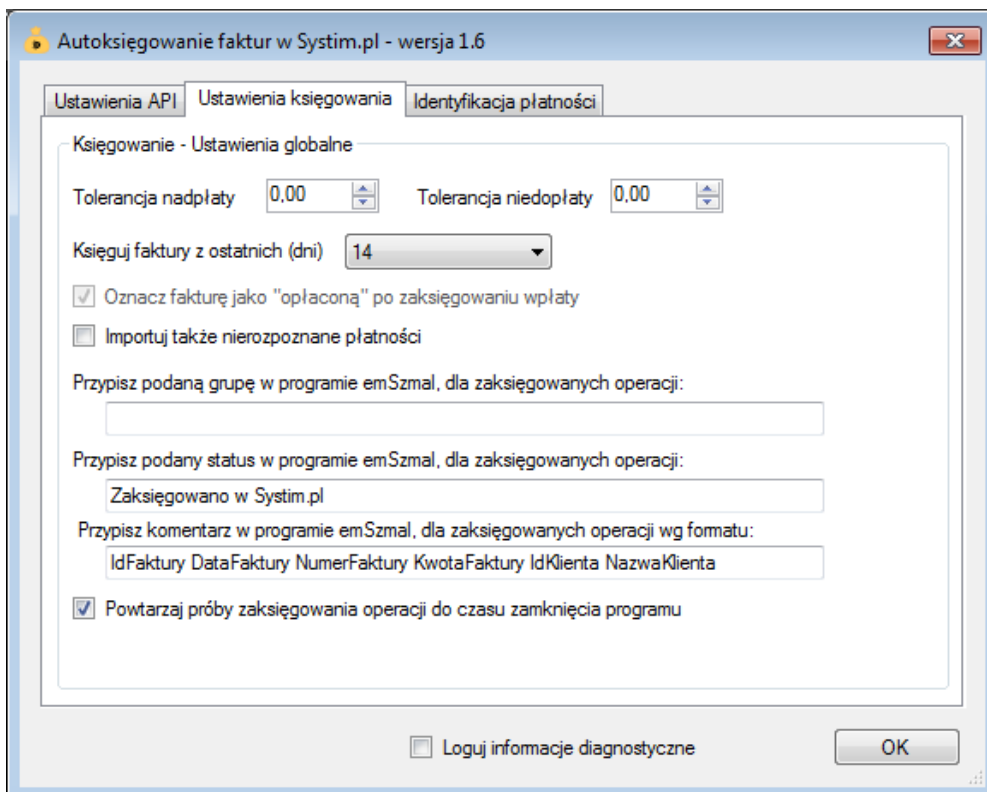 Autoksięgowanie faktur w Systim.pl - wersja 1.6
Ustawienia API Ustawienia księgowania Identyfikacja płatności
Księgowanie - Ustawienia globalne
Tolerancja nadpłaty 0,00 Tolerancja niedopłaty 0,00
Księguj faktury z ostatnich (dni) 14
Oznacz fakturę jako "opłaconą" po zaksięgowaniu wpłaty
Importuj także nierozpoznane płatności
Przypisz podaną grupę w programie emSzmal, dla zaksięgowanych operacji:
Przypisz podany status w programie emSzmal, dla zaksięgowanych operacji:
Zaksięgowano w Systim.pl
Przypisz komentarz w programie emSzmal, dla zaksięgowanych operacji wg formatu:
IdFaktury DataFaktury NumerFaktury KwotaFaktury IdKlienta NazwaKlienta
Powtarzaj próby zaksięgowania operacji do czasu zamknięcia programu
Loguj informacje diagnostyczne OK